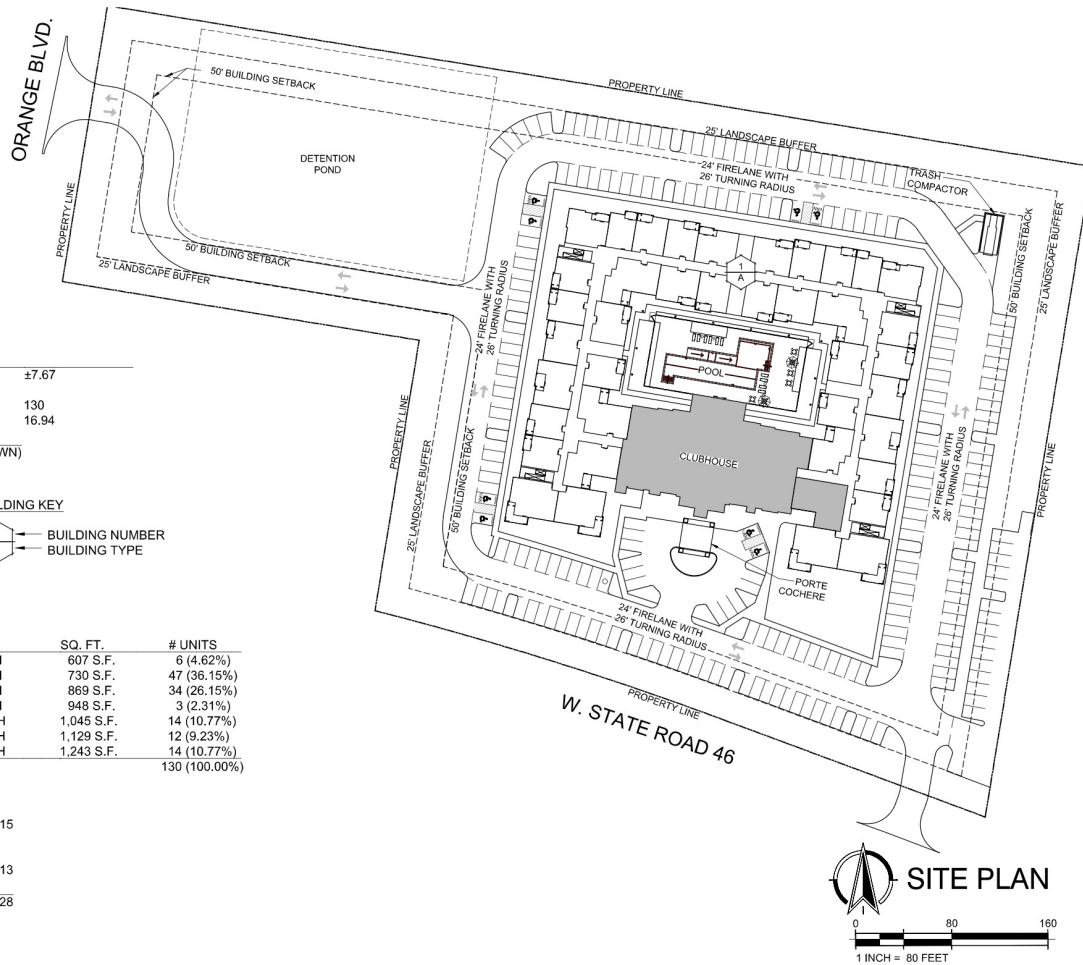 ORANGE BLVD.
50' BUILDING SETBACK
PROPERTY LINE
25' LANDSCAPE BUFFER
DETENTION
POND
24' FIRELANE WITH
26' TURNING RADIUS
TRASH
COMPACTOR
PROPERTY LINE
50' BUILDING SETBACK
25' LANDSCAPE BUFFER
50' BUILDING SETBACK
25' LANDSCAPE BUFFER
1
A
24' FIRELANE WITH
26' TURNING RADIUS
POOL
±7.67
130
16.94
WN)
PROPERTY LINE
CLUBHOUSE
24' FIRELANE WITH
26' TURNING RADIUS
PROPERTY LINE
25' LANDSCAPE BUFFER
50' BUILDING SETBACK
LDING KEY
BUILDING NUMBER
BUILDING TYPE
PORTE
COCHERE
24' FIRELANE WITH
26' TURNING RADIUS
SQ. FT. # UNITS
607 S.F. 6 (4.62%)
730 S.F. 47 (36.15%)
869 S.F. 34 (26.15%)
948 S.F. 3 (2.31%)
H 1,045 S.F. 14 (10.77%)
H 1,129 S.F. 12 (9.23%)
H 1,243 S.F. 14 (10.77%)
130 (100.00%)
PROPERTY LINE
W. STATE ROAD 46
15
13
28
SITE PLAN
0 80 160
1 INCH = 80 FEET